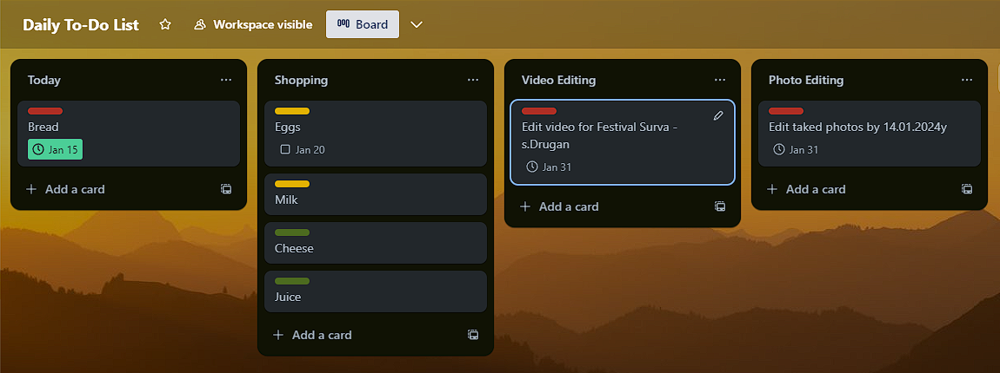 Daily To-Do List
Workspace visible
Board
Today
Bread
Jan 15
Add a card
Shopping
Eggs
Jan 20
Milk
Cheese
Juice
Add a card
Video Editing
Edit video for Festival Surva -
s.Drugan
Jan 31
Add a card
Photo Editing
Edit taked photos by 14.01.2024y
Jan 31
Add a card